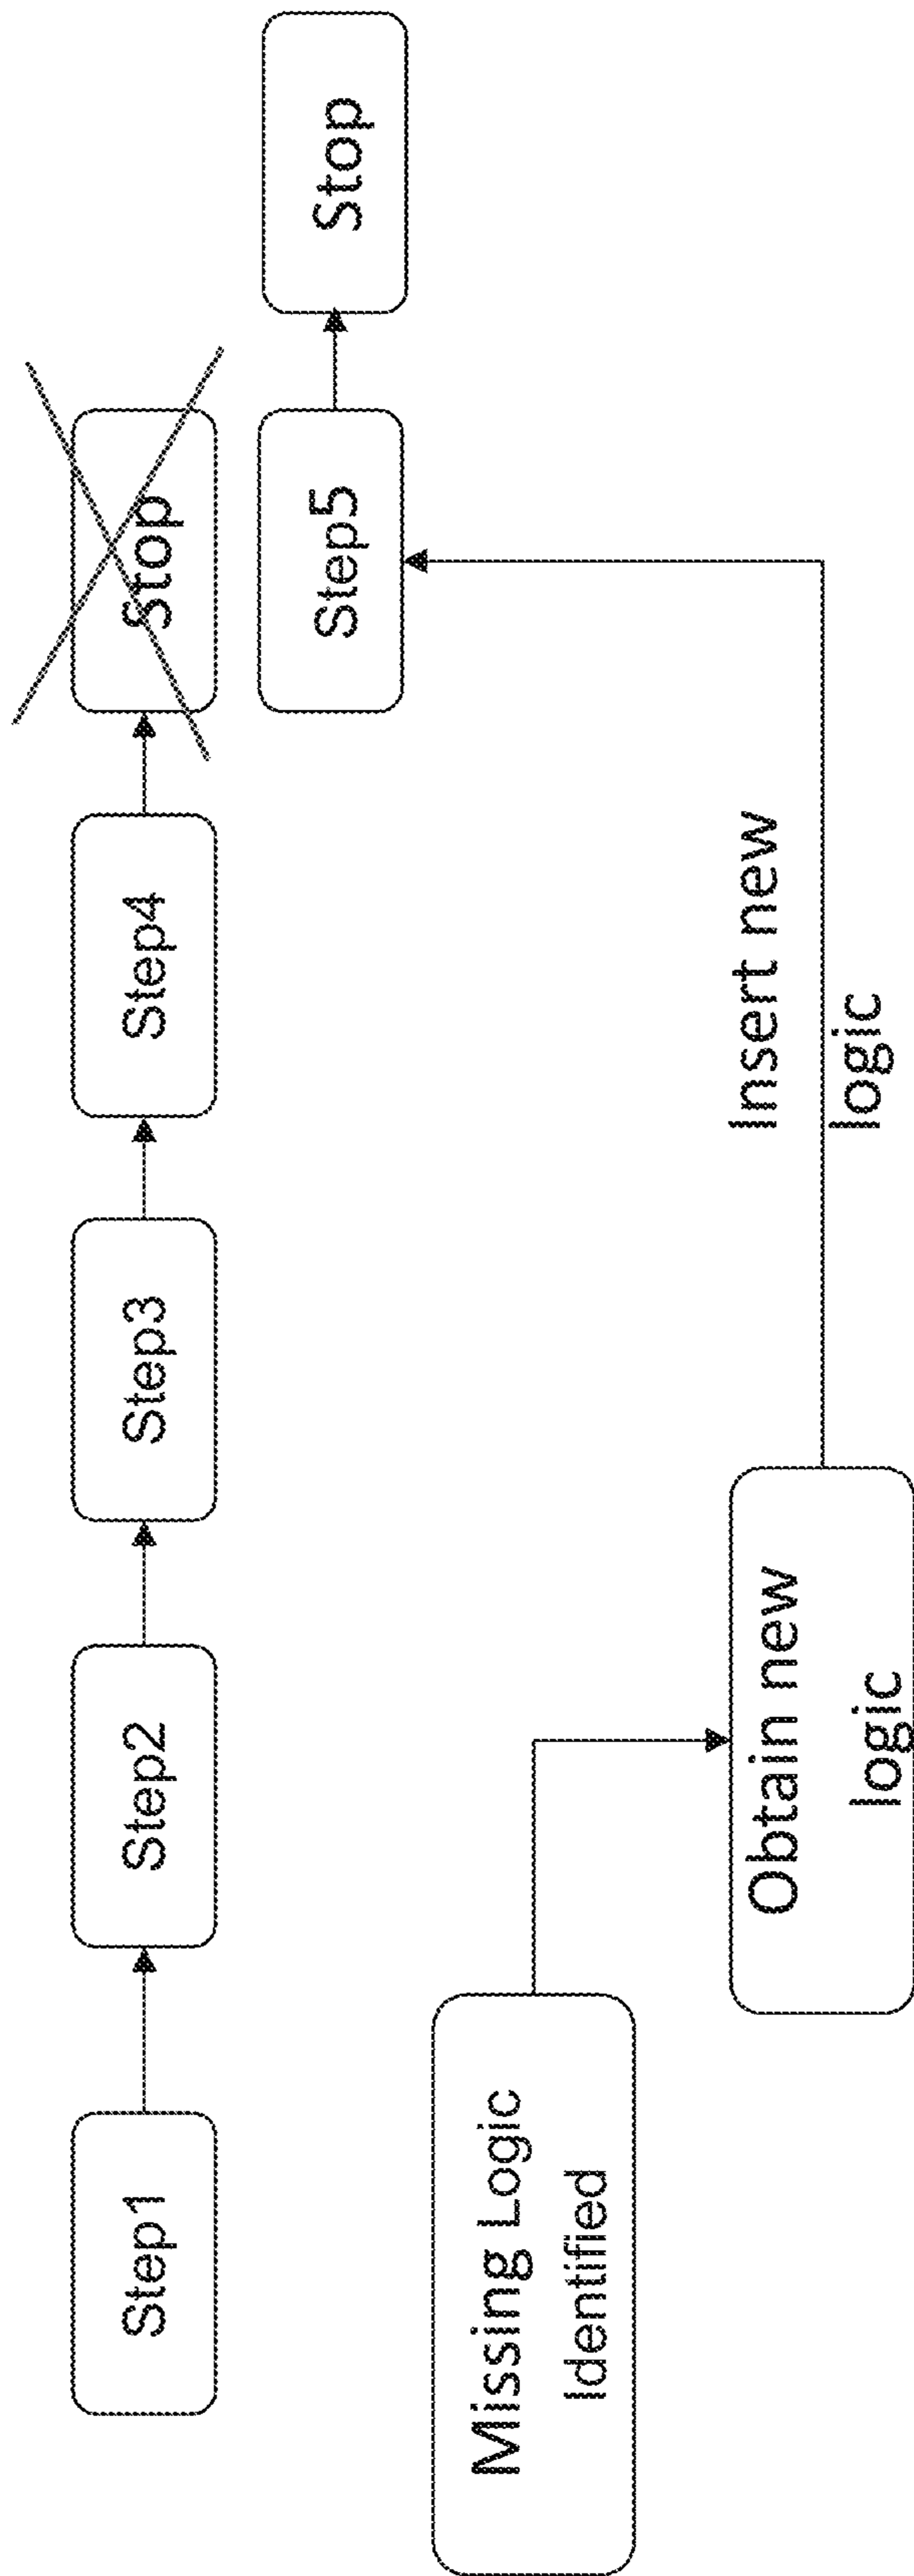 Step1
Step2
Step3
Step4
Stop
Step5
Stop
Missing Logic
Identified
Obtain new
logic
Insert new
logic